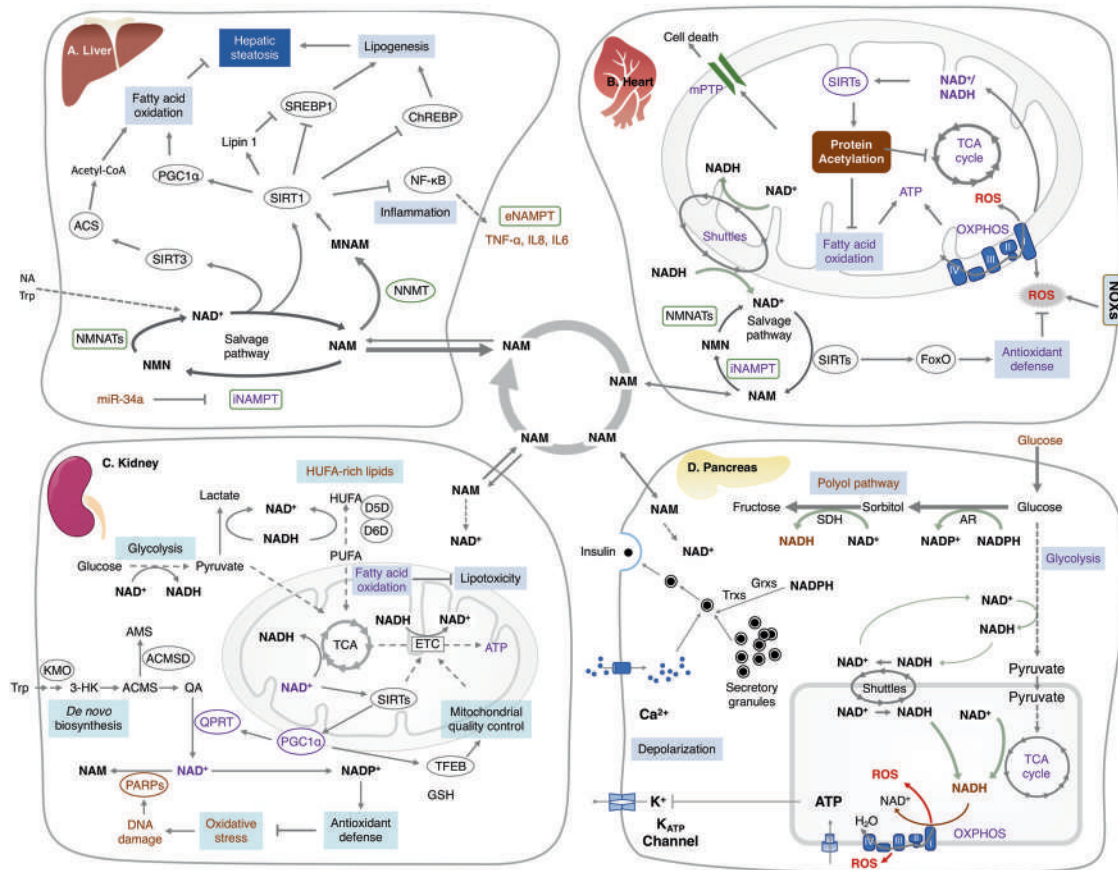 A. Liver
Hepatic
steatosis
Lipogenesis
Fatty acid
oxidation
SREBP1
ChREBP
Lipin 1
Acetyl-CoA
PGC1α
SIRT1
NF-κB
Inflammation
eNAMPT
TNF-α, IL8, IL6
ACS
SIRT3
MNAM
NNMT
NA
Trp
NAD⁺
NMNATs
Salvage
pathway
NAM
NMN
miR-34a
iNAMPT
NAM
NAM
NAM
NAM
B. Heart
Cell death
mPTP
SIRTs
NAD⁺/
NADH
Protein
Acetylation
TCA
cycle
NADH
NAD⁺
ATP
ROS
Shuttles
Fatty acid
oxidation
OXPHOS
IV
III
II
I
NADH
NAD⁺
ROS
NOXs
NMNATs
Salvage
pathway
NMN
SIRTs
FoxO
Antioxidant
defense
iNAMPT
NAM
C. Kidney
HUFA-rich lipids
Lactate
NAD⁺
HUFA
D5D
D6D
NADH
Glycolysis
PUFA
Glucose
Pyruvate
NAD⁺
NADH
Fatty acid
oxidation
Lipotoxicity
NAM
NAD⁺
NADH
NAD⁺
NADH
TCA
ETC
ATP
AMS
ACMSD
KMO
Trp
3-HK
ACMS
QA
NAD⁺
SIRTs
De novo
biosynthesis
QPRT
PGC1α
Mitochondrial
quality control
TFEB
GSH
NAM
NAD⁺
NADP⁺
PARPs
DNA
damage
Oxidative
stress
Antioxidant
defense
D. Pancreas
Glucose
Polyol pathway
Fructose
Sorbitol
Glucose
SDH
AR
NADH
NAD⁺
NADP⁺
NADPH
NAM
NAD⁺
Insulin
Glycolysis
Grxs
Trxs
NADPH
NAD⁺
NADH
Secretory
granules
NAD⁺
NADH
Shuttles
NAD⁺
NADH
Pyruvate
Pyruvate
NAD⁺
Ca²⁺
Depolarization
TCA
cycle
ROS
NADH
NAD⁺
ATP
K⁺
K_ATP
Channel
H₂O
OXPHOS
IV
III
II
I
ROS